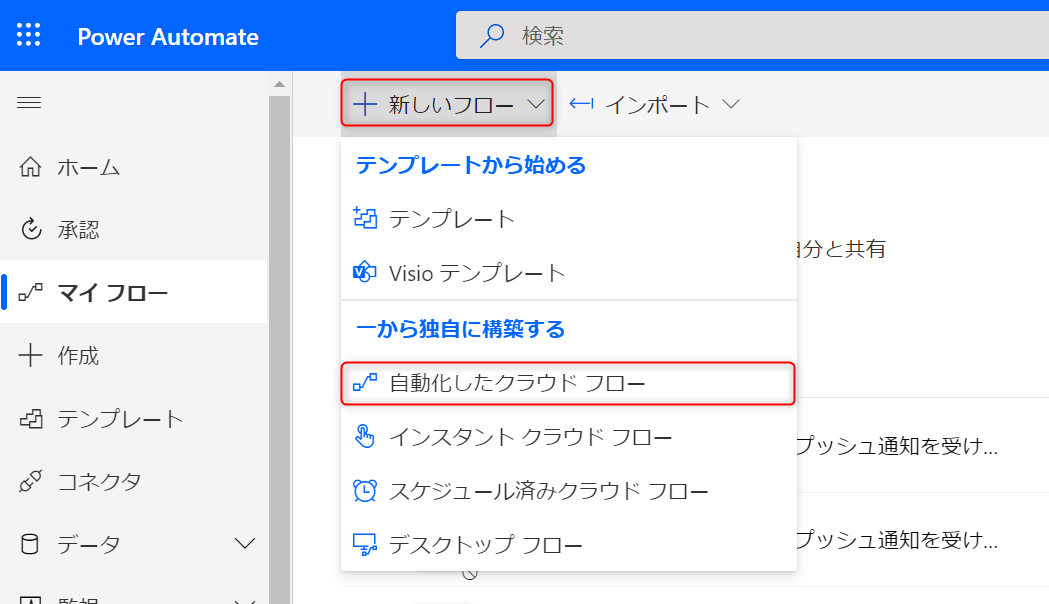 Power Automate
検索
新しいフロー
インポート
ホーム
承認
マイ フロー
作成
テンプレート
コネクタ
データ
テンプレートから始める
テンプレート
Visio テンプレート
一から独自に構築する
自動化したクラウド フロー
インスタント クラウド フロー
スケジュール済みクラウド フロー
デスクトップ フロー
自分と共有
プッシュ通知を受け...
プッシュ通知を受け...